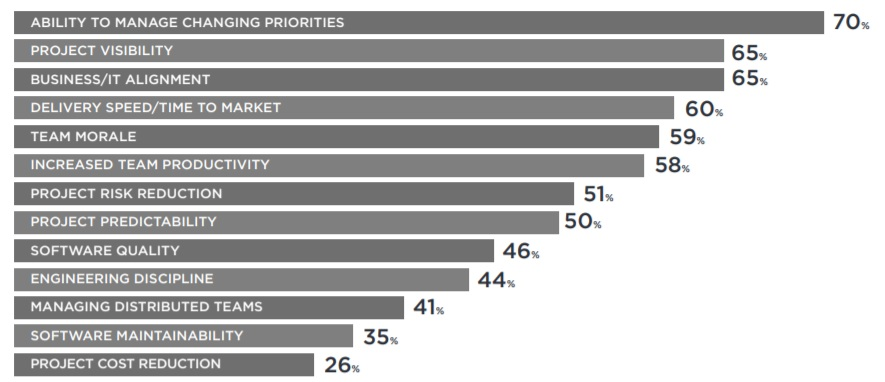 ABILITY TO MANAGE CHANGING PRIORITIES 70%
PROJECT VISIBILITY 65%
BUSINESS/IT ALIGNMENT 65%
DELIVERY SPEED/TIME TO MARKET 60%
TEAM MORALE 59%
INCREASED TEAM PRODUCTIVITY 58%
PROJECT RISK REDUCTION 51%
PROJECT PREDICTABILITY 50%
SOFTWARE QUALITY 46%
ENGINEERING DISCIPLINE 44%
MANAGING DISTRIBUTED TEAMS 41%
SOFTWARE MAINTAINABILITY 35%
PROJECT COST REDUCTION 26%